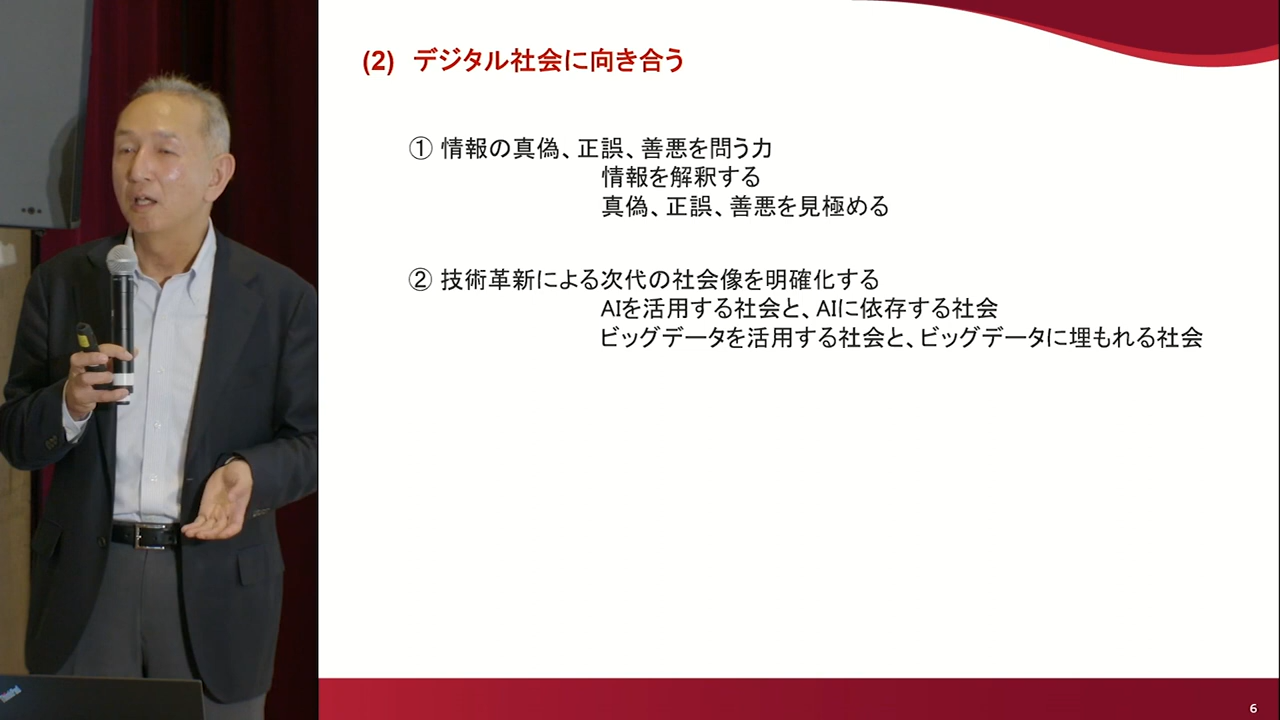 (2) デジタル社会に向き合う
① 情報の真偽、正誤、善悪を問う力
情報を解釈する
真偽、正誤、善悪を見極める
② 技術革新による次代の社会像を明確化する
AIを活用する社会と、AIに依存する社会
ビッグデータを活用する社会と、ビッグデータに埋もれる社会
ThinkPad
6